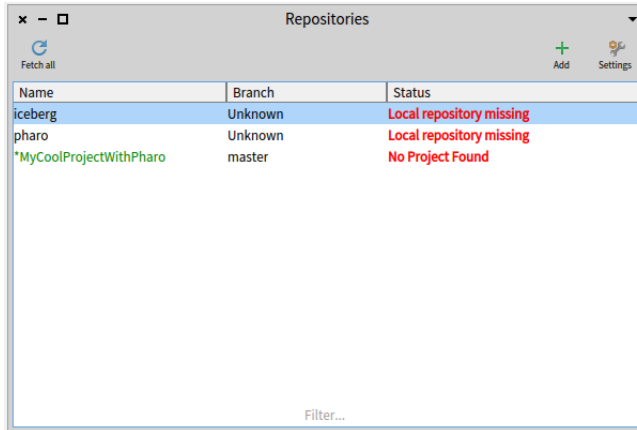 Repositories
Fetch all
Add
Settings
Name Branch Status
iceberg Unknown Local repository missing
pharo Unknown Local repository missing
*MyCoolProjectWithPharo master No Project Found
Filter...